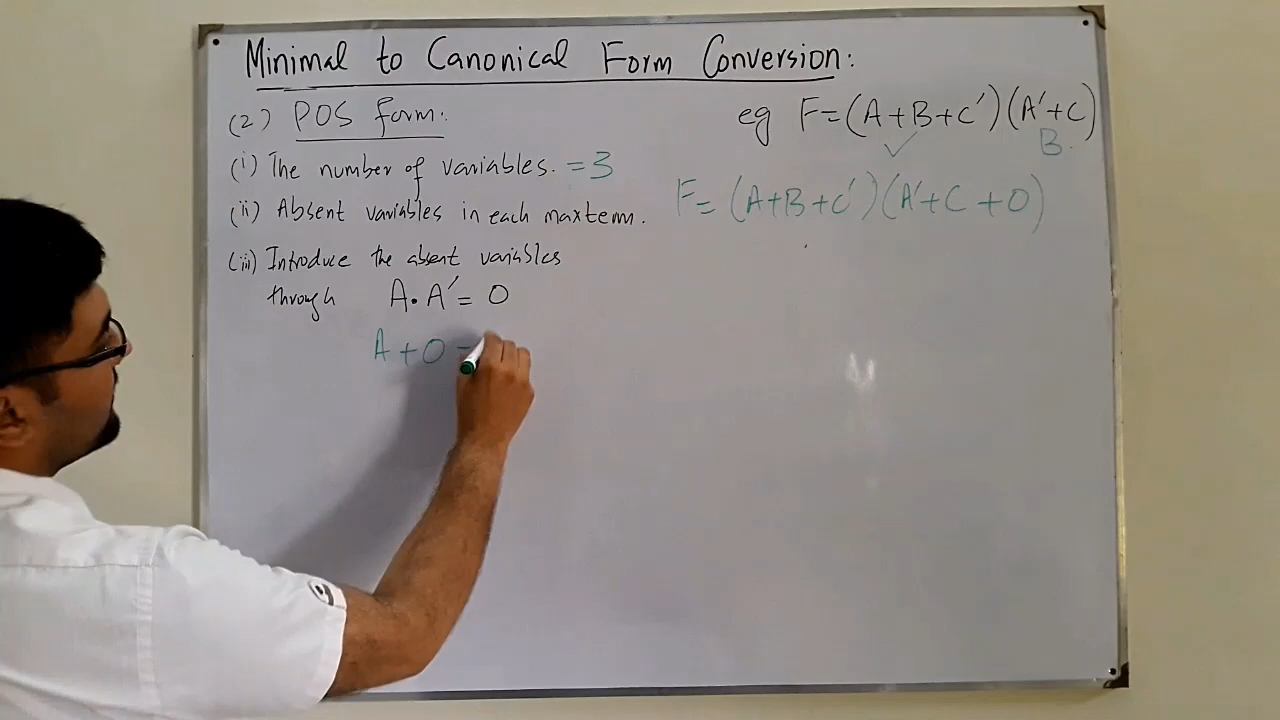 Minimal to Canonical Form Conversion:
(2) POS form:
(i) The number of variables. = 3
(ii) Absent variables in each maxterm.
(iii) Introduce the absent variables
through A.A' = 0
A + 0 =
eg F = (A+B+C')(A'+C)
✓ B.
F = (A+B+C')(A'+C+0)